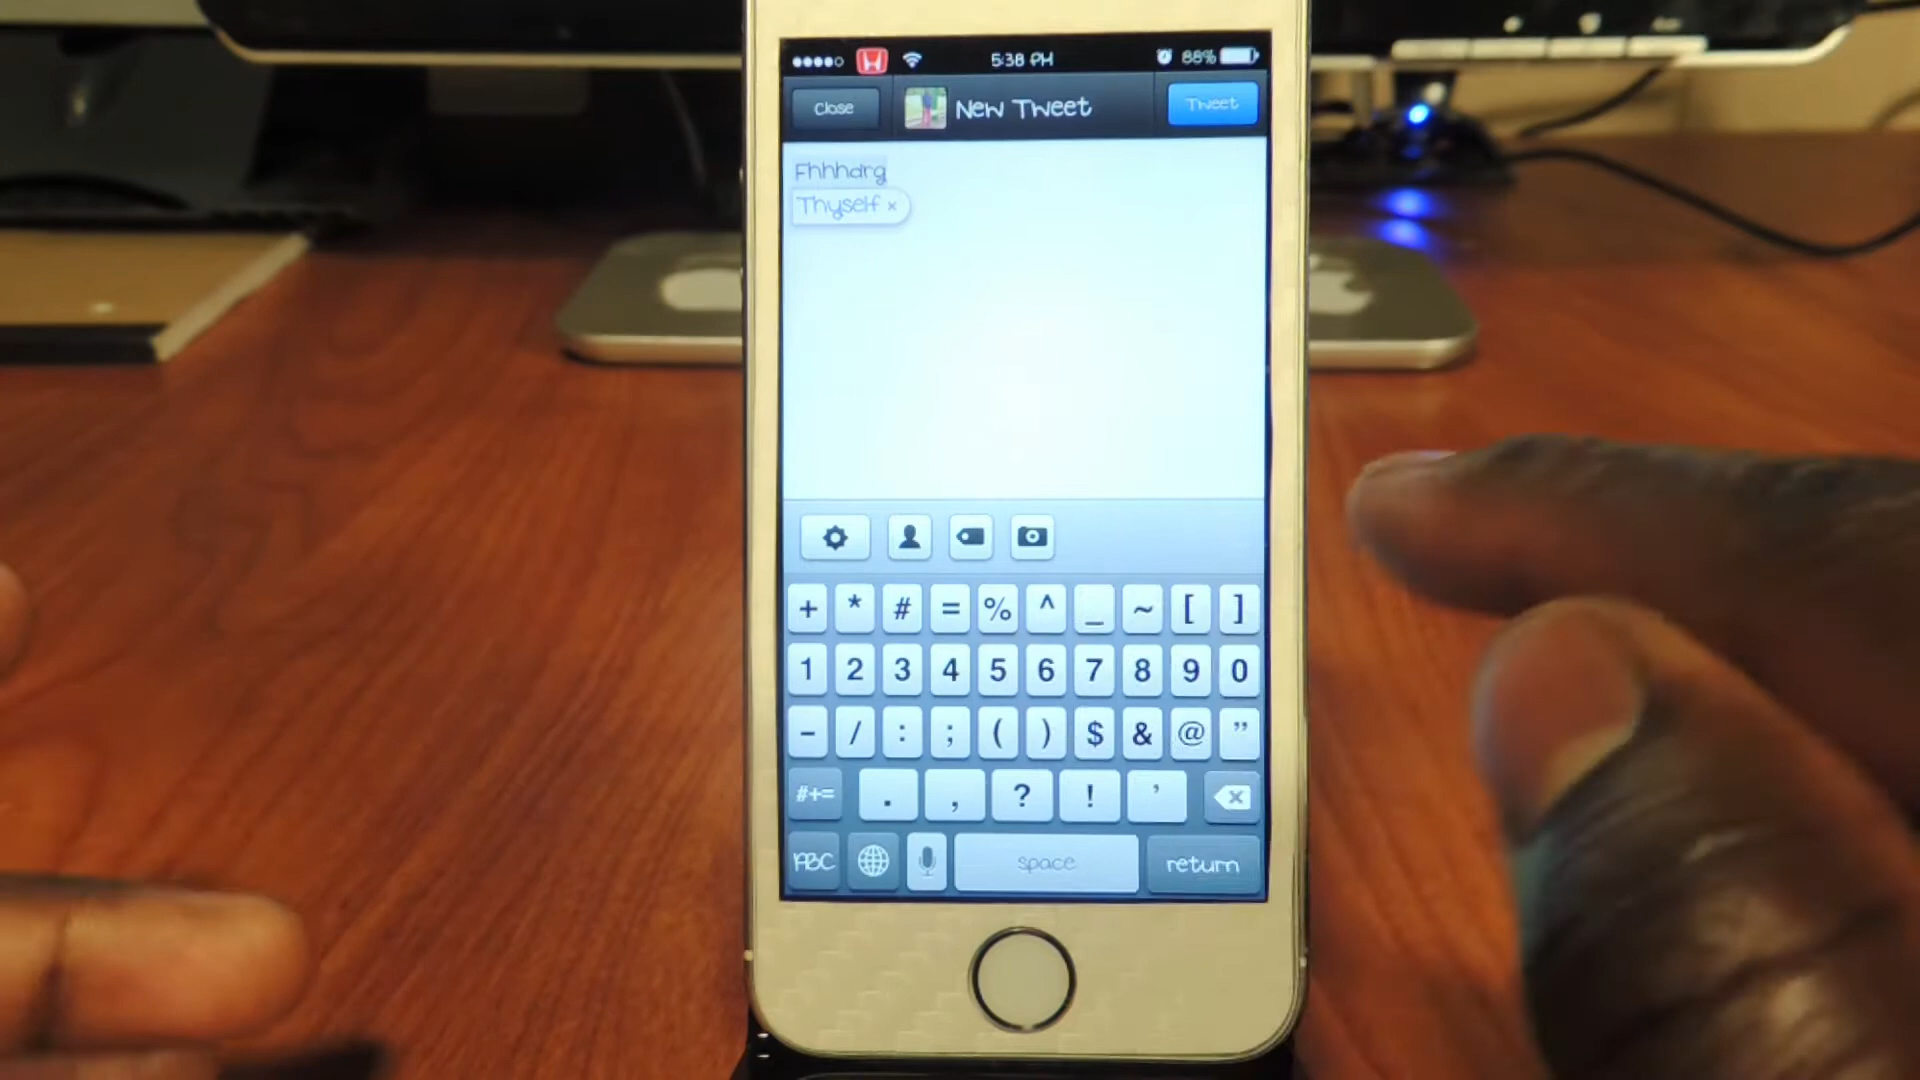 5:38 PM 88%
Close New Tweet Tweet
Fhhhdrg
Thyself ×
+ * # = % ^ _ ~ [ ]
1 2 3 4 5 6 7 8 9 0
- / : ; ( ) $ & @ ”
#+= . , ? ! ’
ABC space return